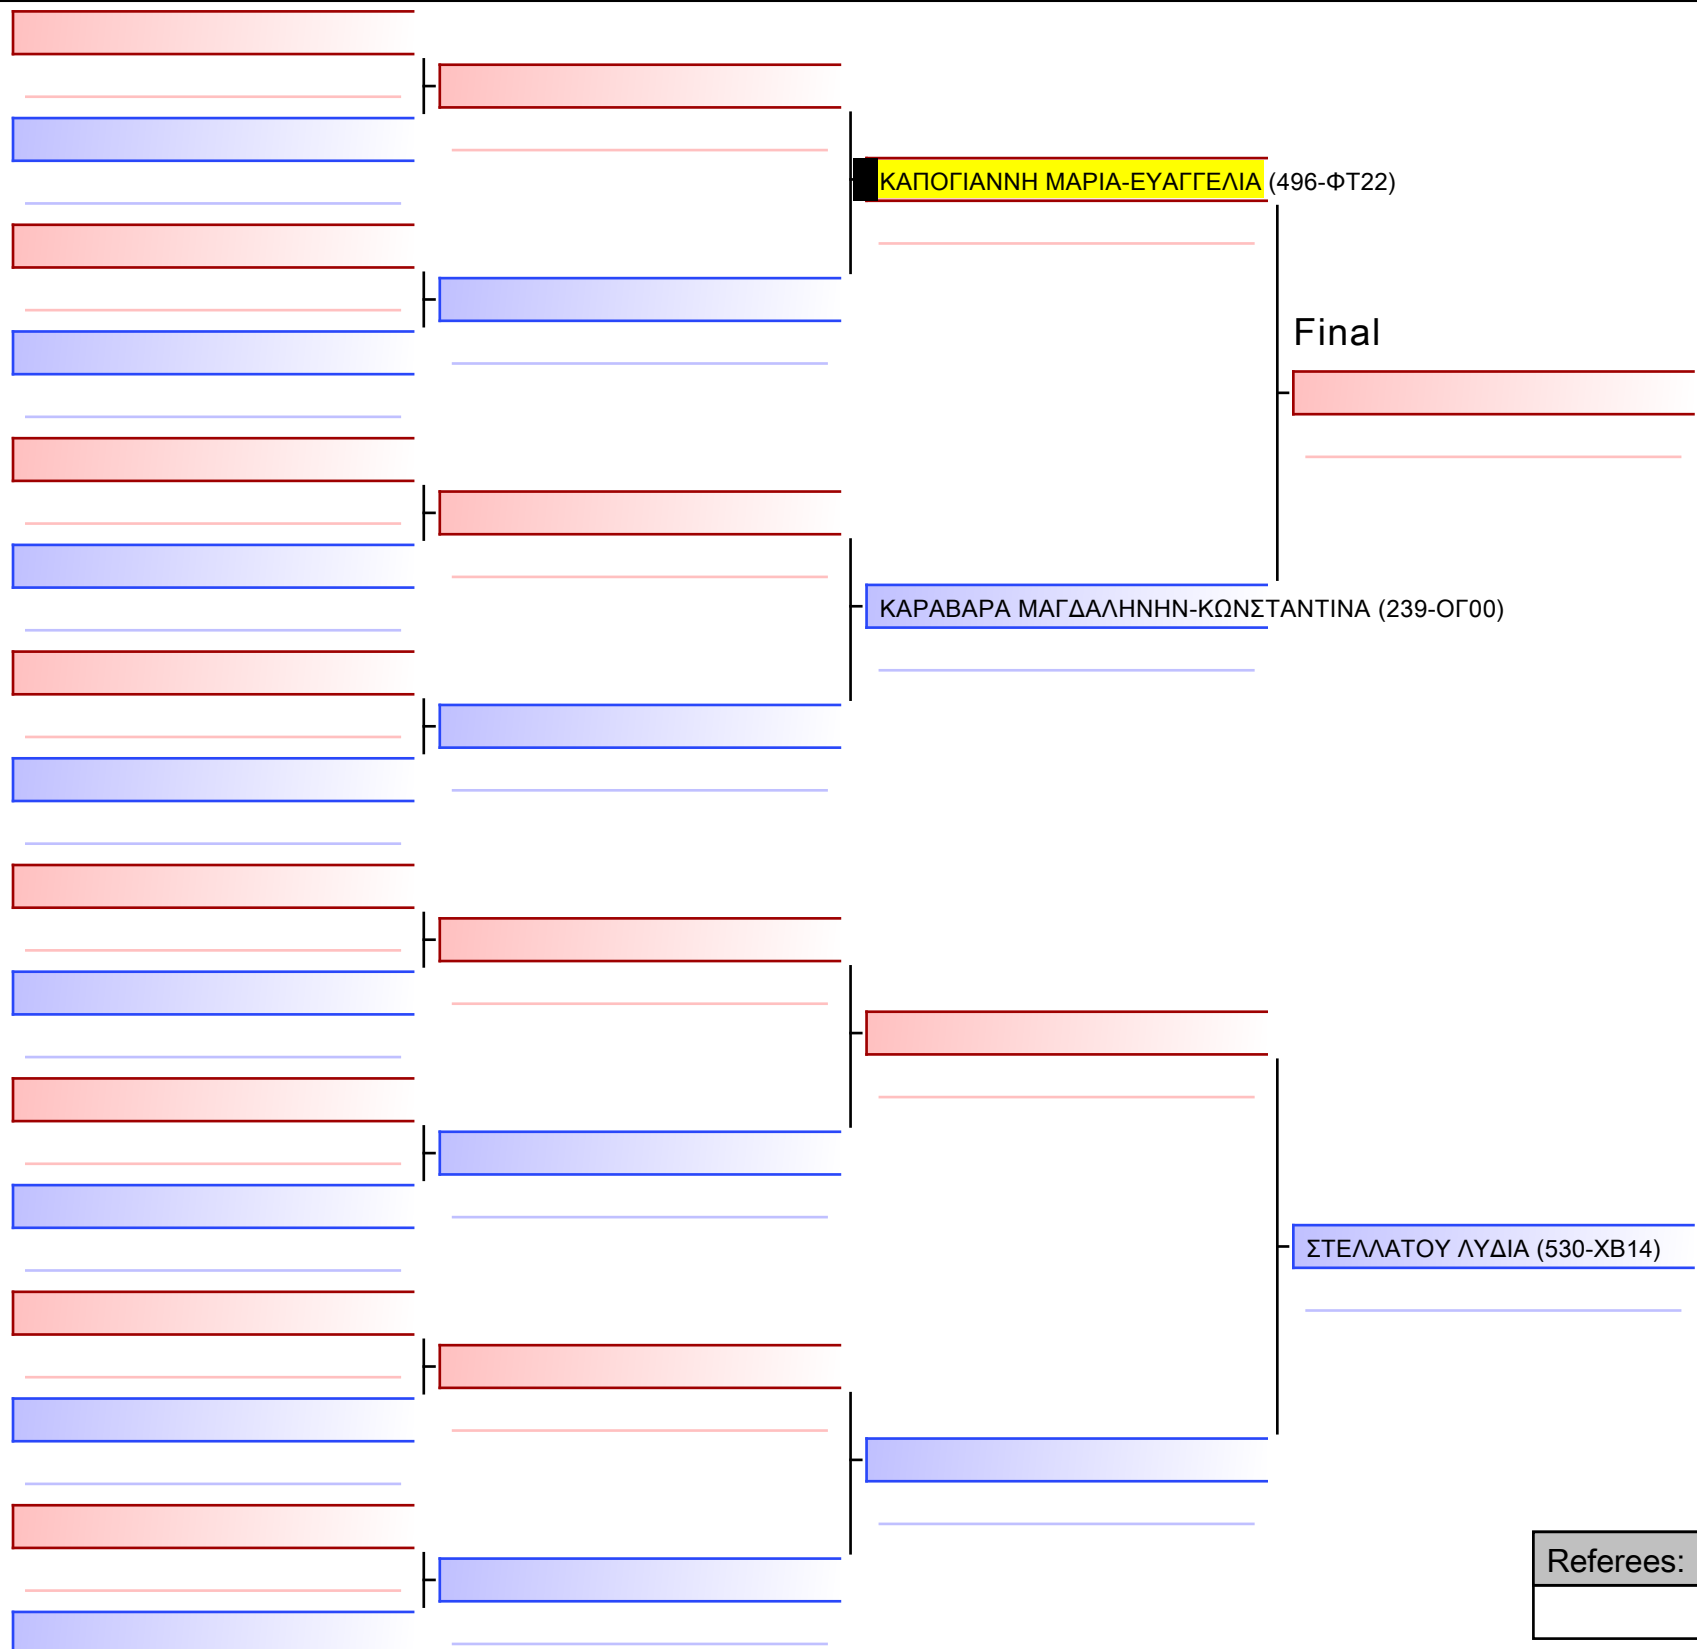 ΚΑΠΟΓΙΑΝΝΗ ΜΑΡΙΑ-ΕΥΑΓΓΕΛΙΑ (496-ΦΤ22)
Final
ΚΑΡΑΒΑΡΑ ΜΑΓΔΑΛΗΝΗΝ-ΚΩΝΣΤΑΝΤΙΝΑ (239-ΟΓ00)
ΣΤΕΛΛΑΤΟΥ ΛΥΔΙΑ (530-ΧΒ14)
Referees: